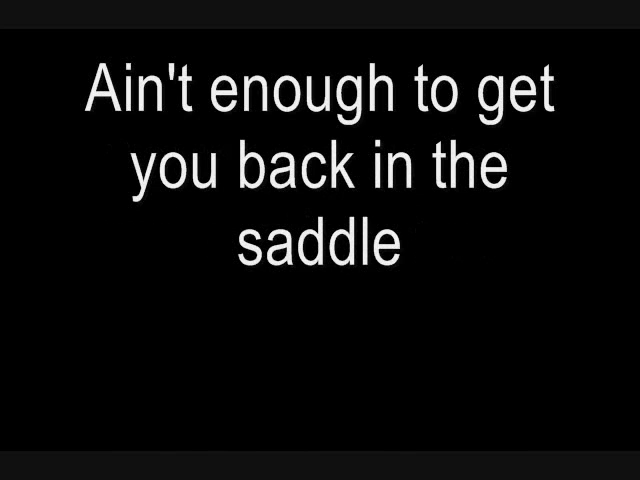 Ain't enough to get
you back in the
saddle